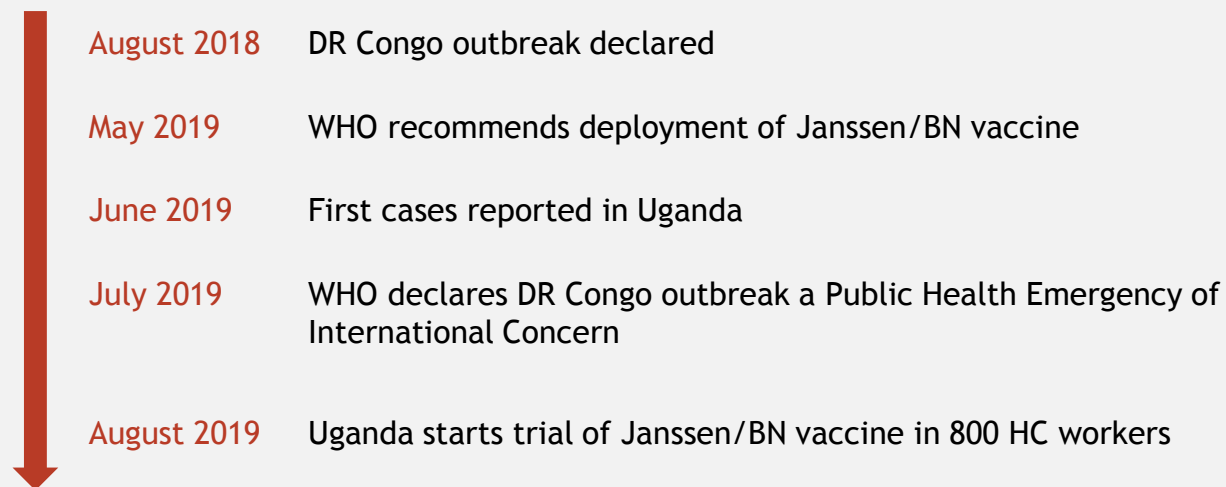 August 2018 DR Congo outbreak declared
May 2019 WHO recommends deployment of Janssen/BN vaccine
June 2019 First cases reported in Uganda
July 2019 WHO declares DR Congo outbreak a Public Health Emergency of
International Concern
August 2019 Uganda starts trial of Janssen/BN vaccine in 800 HC workers